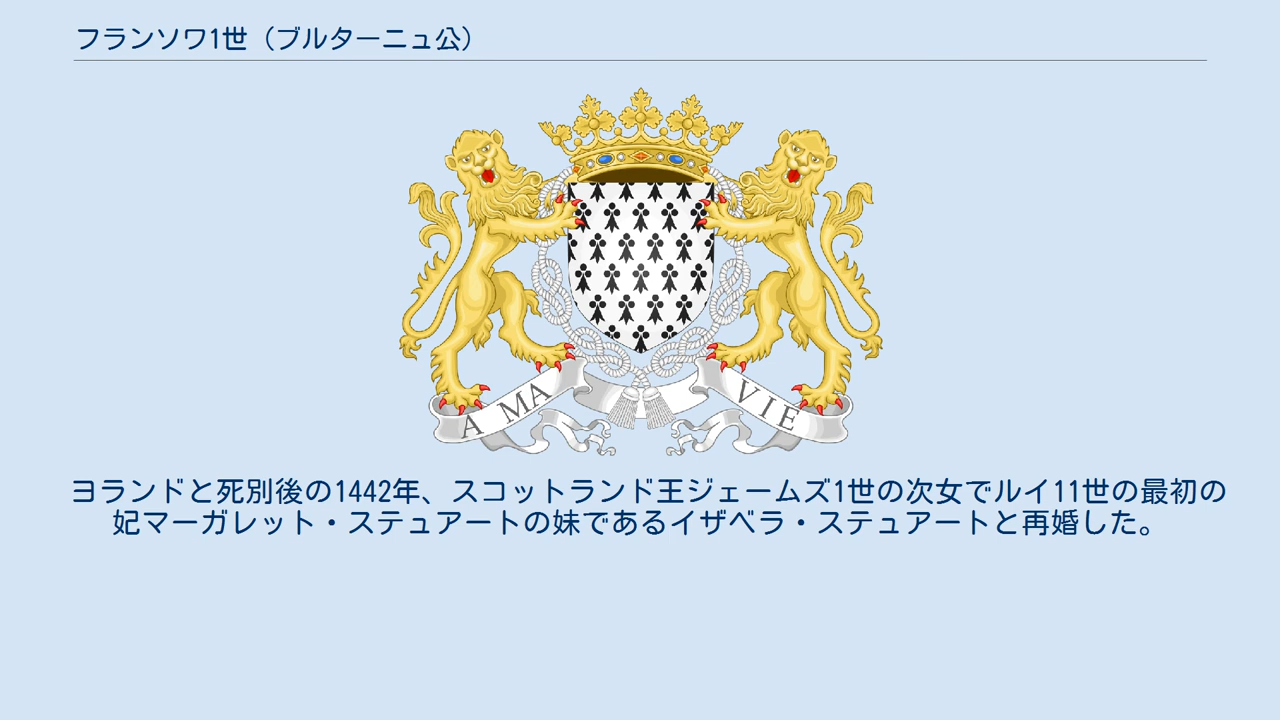 フランソワ1世（ブルターニュ公）
A MA VIE
ヨランドと死別後の1442年、スコットランド王ジェームズ1世の次女でルイ11世の最初の
妃マーガレット・ステュアートの妹であるイザベラ・ステュアートと再婚した。